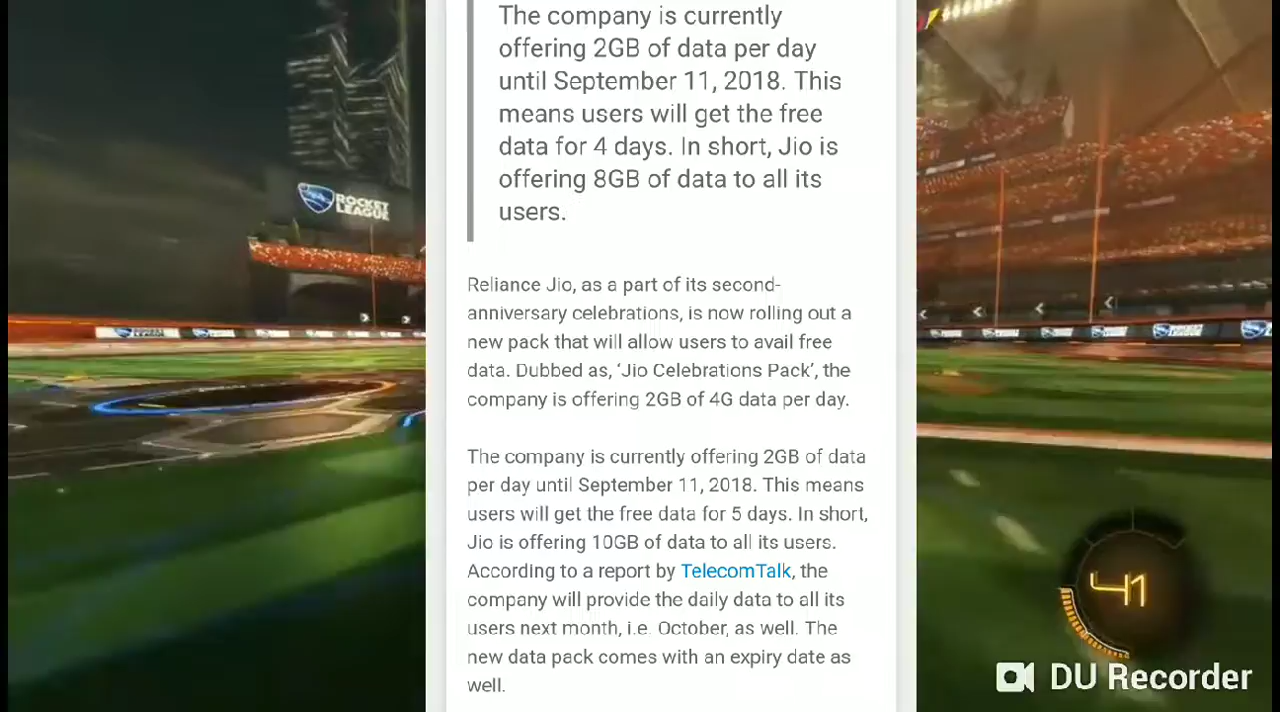 The company is currently
offering 2GB of data per day
until September 11, 2018. This
means users will get the free
data for 4 days. In short, Jio is
offering 8GB of data to all its
users.
Reliance Jio, as a part of its second-
anniversary celebrations, is now rolling out a
new pack that will allow users to avail free
data. Dubbed as, ‘Jio Celebrations Pack’, the
company is offering 2GB of 4G data per day.
The company is currently offering 2GB of data
per day until September 11, 2018. This means
users will get the free data for 5 days. In short,
Jio is offering 10GB of data to all its users.
According to a report by TelecomTalk, the
company will provide the daily data to all its
users next month, i.e. October, as well. The
new data pack comes with an expiry date as
well.
ROCKET
LEAGUE
41
DU Recorder